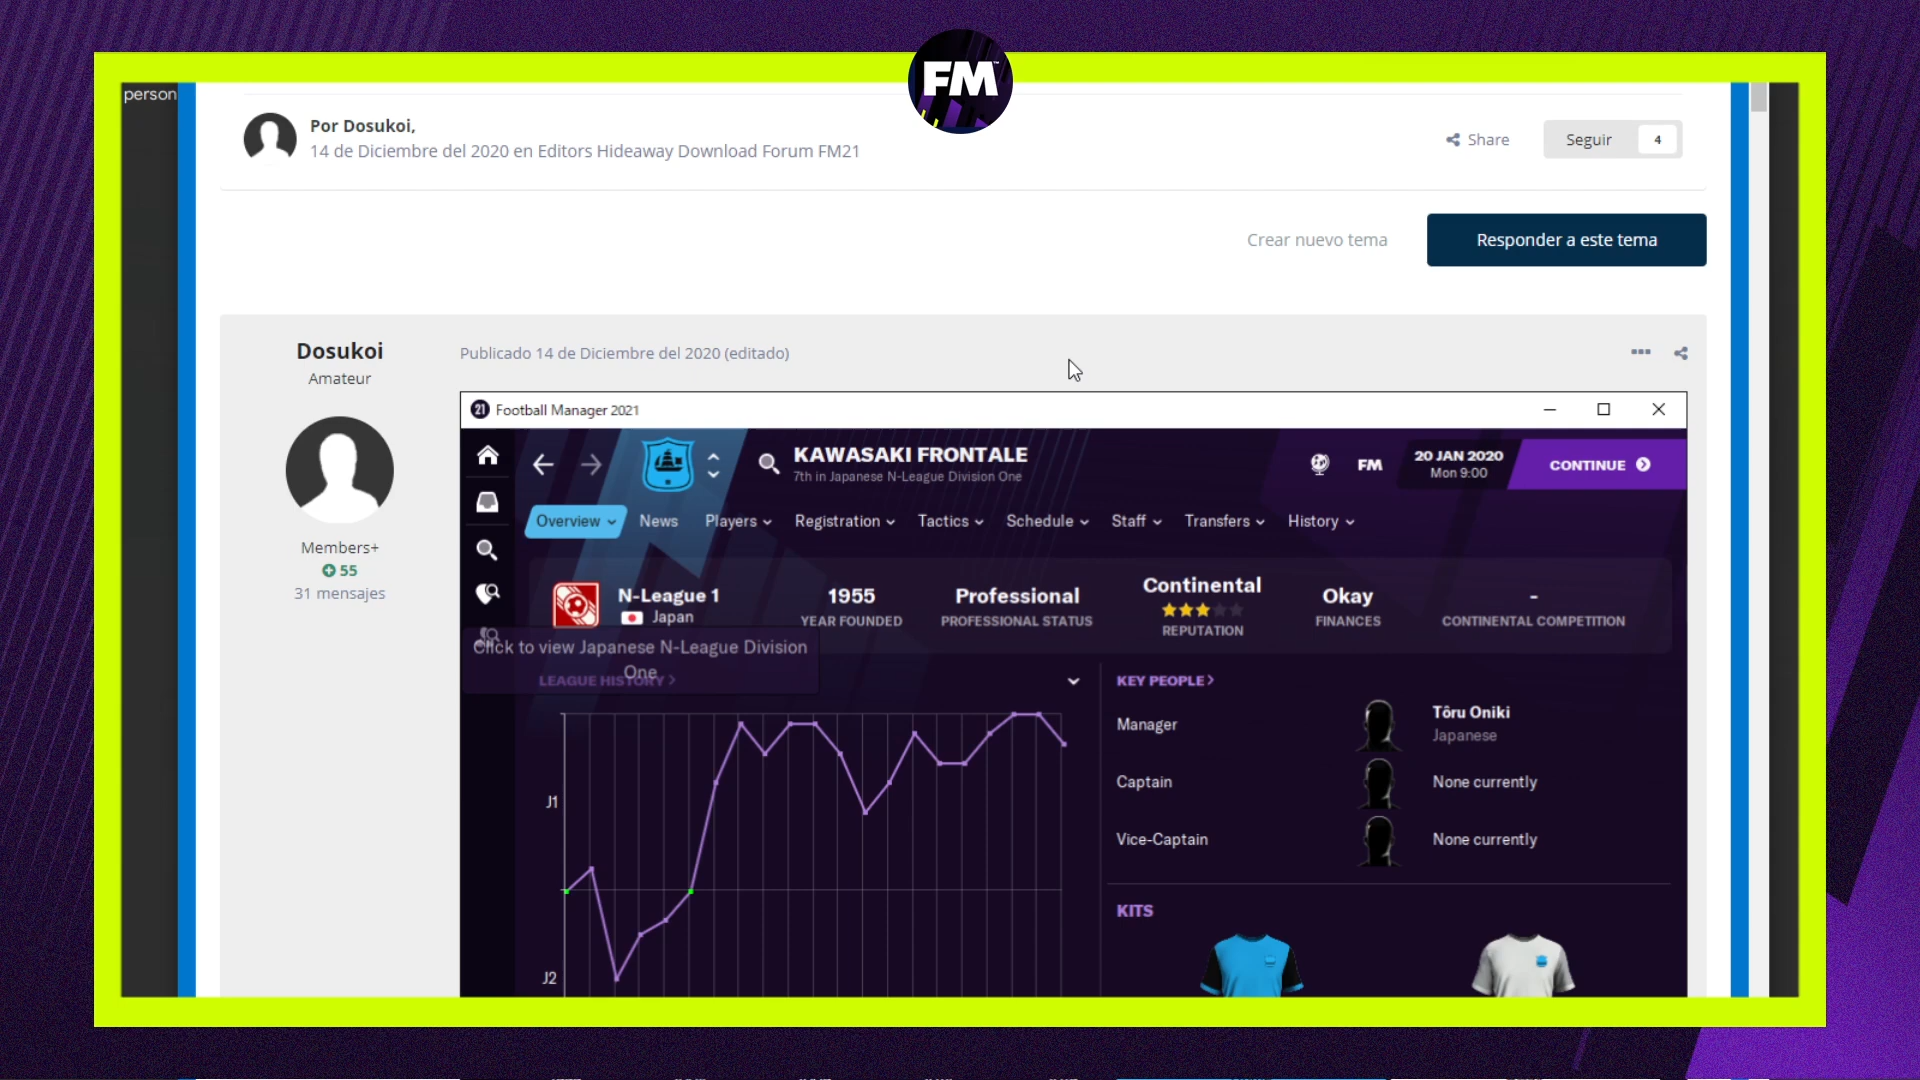 FM
person
Por Dosukoi,
14 de Diciembre del 2020 en Editors Hideaway Download Forum FM21
Share
Seguir
4
Crear nuevo tema
Responder a este tema
Dosukoi
Amateur
Members+
55
31 mensajes
Publicado 14 de Diciembre del 2020 (editado)
21 Football Manager 2021
KAWASAKI FRONTALE
7th in Japanese N-League Division One
FM
20 JAN 2020
Mon 9:00
CONTINUE
Overview
News
Players
Registration
Tactics
Schedule
Staff
Transfers
History
N-League 1
Japan
1955
YEAR FOUNDED
Professional
PROFESSIONAL STATUS
Continental
REPUTATION
Okay
FINANCES
-
CONTINENTAL COMPETITION
Click to view Japanese N-League Division
One
LEAGUE HISTORY >
J1
J2
KEY PEOPLE >
Manager
Tôru Oniki
Japanese
Captain
None currently
Vice-Captain
None currently
KITS